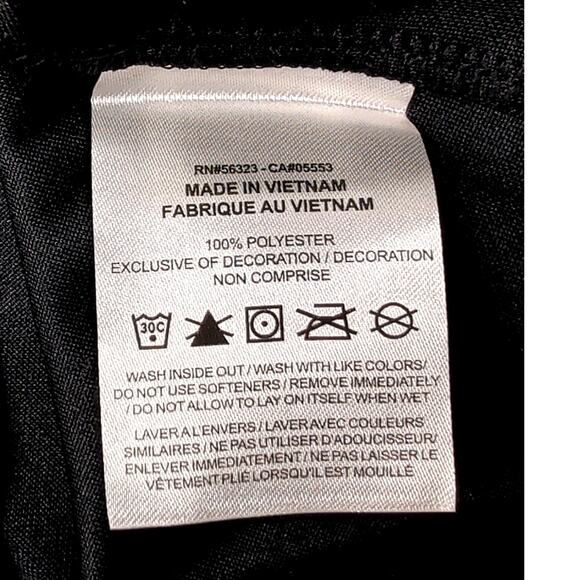 RN#56323 - CA#05553
MADE IN VIETNAM
FABRIQUE AU VIETNAM
100% POLYESTER
EXCLUSIVE OF DECORATION / DECORATION
NON COMPRISE
30C
WASH INSIDE OUT / WASH WITH LIKE COLORS/
DO NOT USE SOFTENERS / REMOVE IMMEDIATELY
/ DO NOT ALLOW TO LAY ON ITSELF WHEN WET
LAVER A L'ENVERS / LAVER AVEC COULEURS
SIMILAIRES / NE PAS UTILISER D'ADOUCISSEUR/
ENLEVER IMMÉDIATEMENT / NE PAS LAISSER LE
VÊTEMENT PLIÉ LORSQU'IL EST MOUILLÉ